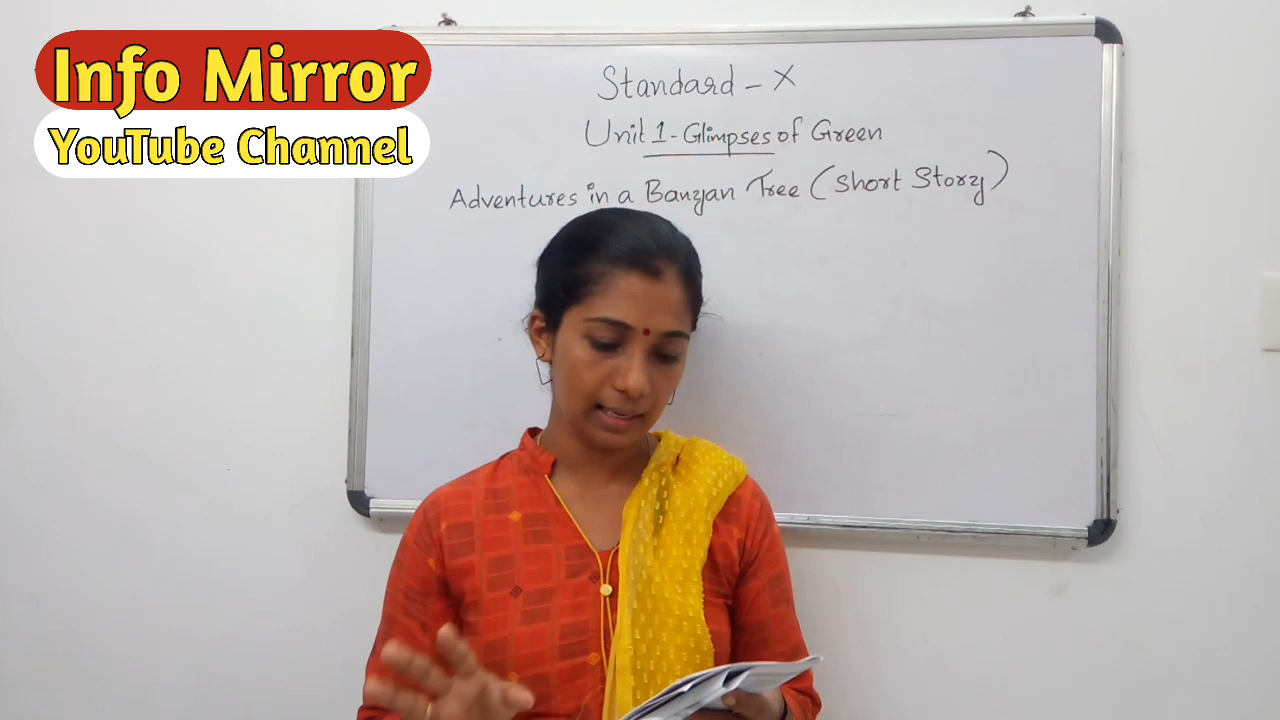 Info Mirror
YouTube Channel
Standard - X
Unit 1 - Glimpses of Green
Adventures in a Banyan Tree (Short Story)